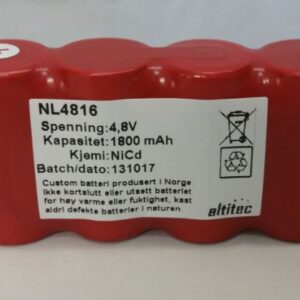 NL4816
Spenning:4,8V
Kapasitet:1800 mAh
Kjemi:NiCd
Batch/dato:131017
Custom batteri produsert i Norge.
Ikke kortslutt eller utsett batteriet
for høy varme eller fuktighet, kast
aldri defekte batterier i naturen.
altitec